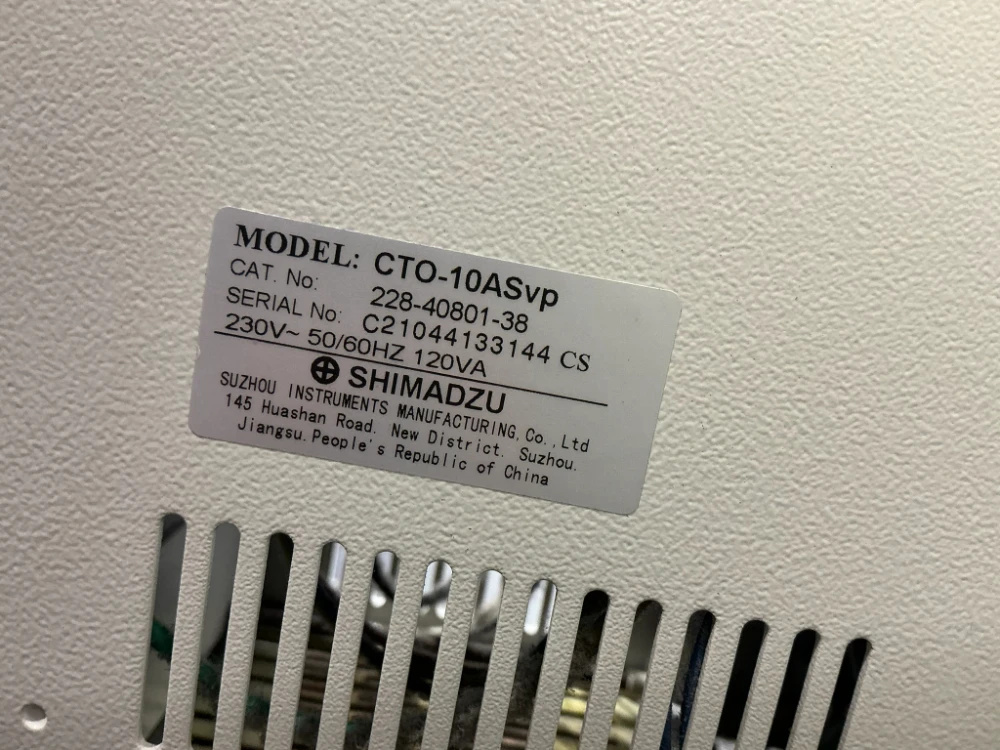 MODEL: CTO-10ASvp
CAT. No: 228-40801-38
SERIAL No: C21044133144 CS
230V~ 50/60HZ 120VA
SHIMADZU
SUZHOU INSTRUMENTS MANUFACTURING, Co., Ltd
145 Huashan Road. New District. Suzhou.
Jiangsu. People's Republic of China